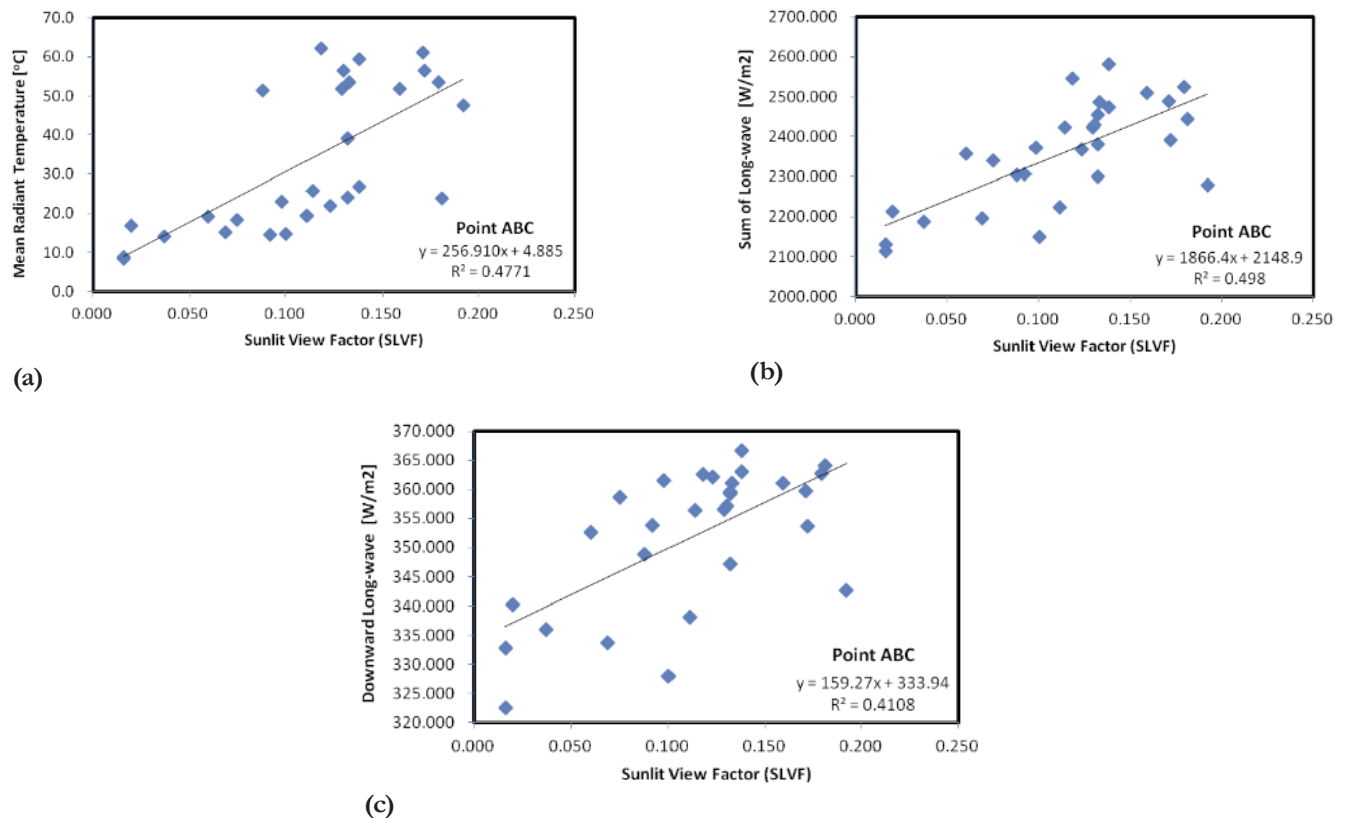 70.0
60.0
50.0
40.0
30.0
20.0
10.0
0.0
Mean Radiant Temperature [°C]
0.000 0.050 0.100 0.150 0.200 0.250
Sunlit View Factor (SLVF)
Point ABC
y = 256.910x + 4.885
R² = 0.4771
(a)
2700.000
2600.000
2500.000
2400.000
2300.000
2200.000
2100.000
2000.000
Sum of Long-wave [W/m2]
0.000 0.050 0.100 0.150 0.200 0.250
Sunlit View Factor (SLVF)
Point ABC
y = 1866.4x + 2148.9
R² = 0.498
(b)
370.000
365.000
360.000
355.000
350.000
345.000
340.000
335.000
330.000
325.000
320.000
Downward Long-wave [W/m2]
0.000 0.050 0.100 0.150 0.200 0.250
Sunlit View Factor (SLVF)
Point ABC
y = 159.27x + 333.94
R² = 0.4108
(c)